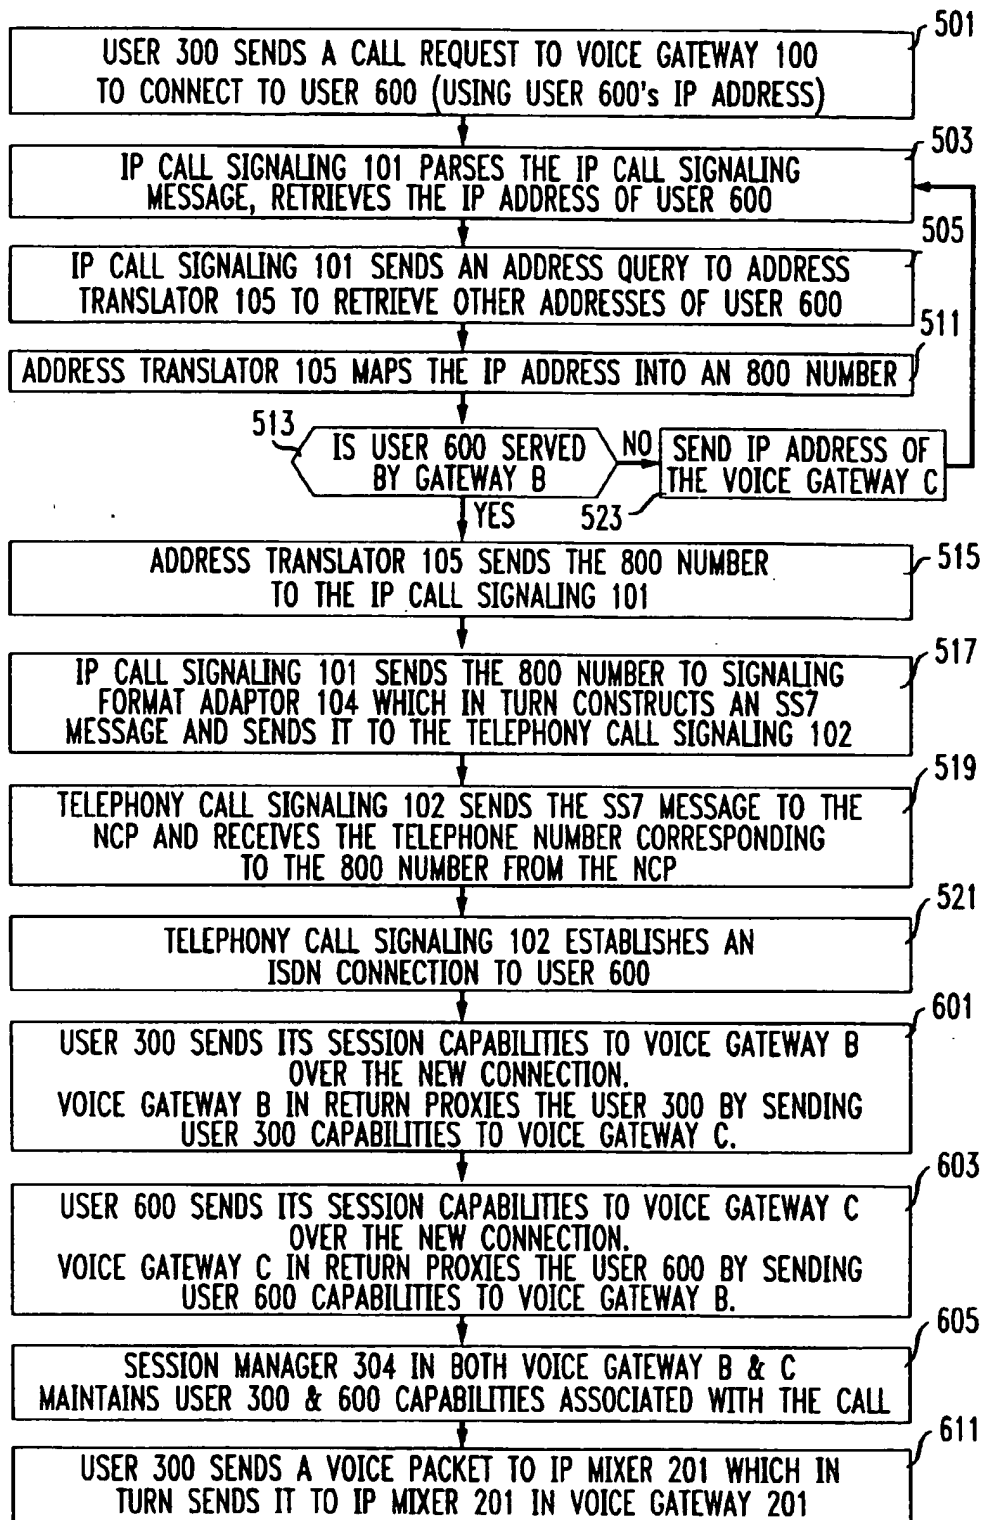 501
USER 300 SENDS A CALL REQUEST TO VOICE GATEWAY 100
TO CONNECT TO USER 600 (USING USER 600's IP ADDRESS)
503
IP CALL SIGNALING 101 PARSES THE IP CALL SIGNALING
MESSAGE, RETRIEVES THE IP ADDRESS OF USER 600
505
IP CALL SIGNALING 101 SENDS AN ADDRESS QUERY TO ADDRESS
TRANSLATOR 105 TO RETRIEVE OTHER ADDRESSES OF USER 600
511
ADDRESS TRANSLATOR 105 MAPS THE IP ADDRESS INTO AN 800 NUMBER
513
IS USER 600 SERVED
BY GATEWAY B
NO
SEND IP ADDRESS OF
THE VOICE GATEWAY C
523
YES
515
ADDRESS TRANSLATOR 105 SENDS THE 800 NUMBER
TO THE IP CALL SIGNALING 101
517
IP CALL SIGNALING 101 SENDS THE 800 NUMBER TO SIGNALING
FORMAT ADAPTOR 104 WHICH IN TURN CONSTRUCTS AN SS7
MESSAGE AND SENDS IT TO THE TELEPHONY CALL SIGNALING 102
519
TELEPHONY CALL SIGNALING 102 SENDS THE SS7 MESSAGE TO THE
NCP AND RECEIVES THE TELEPHONE NUMBER CORRESPONDING
TO THE 800 NUMBER FROM THE NCP
521
TELEPHONY CALL SIGNALING 102 ESTABLISHES AN
ISDN CONNECTION TO USER 600
601
USER 300 SENDS ITS SESSION CAPABILITIES TO VOICE GATEWAY B
OVER THE NEW CONNECTION.
VOICE GATEWAY B IN RETURN PROXIES THE USER 300 BY SENDING
USER 300 CAPABILITIES TO VOICE GATEWAY C.
603
USER 600 SENDS ITS SESSION CAPABILITIES TO VOICE GATEWAY C
OVER THE NEW CONNECTION.
VOICE GATEWAY C IN RETURN PROXIES THE USER 600 BY SENDING
USER 600 CAPABILITIES TO VOICE GATEWAY B.
605
SESSION MANAGER 304 IN BOTH VOICE GATEWAY B & C
MAINTAINS USER 300 & 600 CAPABILITIES ASSOCIATED WITH THE CALL
611
USER 300 SENDS A VOICE PACKET TO IP MIXER 201 WHICH IN
TURN SENDS IT TO IP MIXER 201 IN VOICE GATEWAY 201